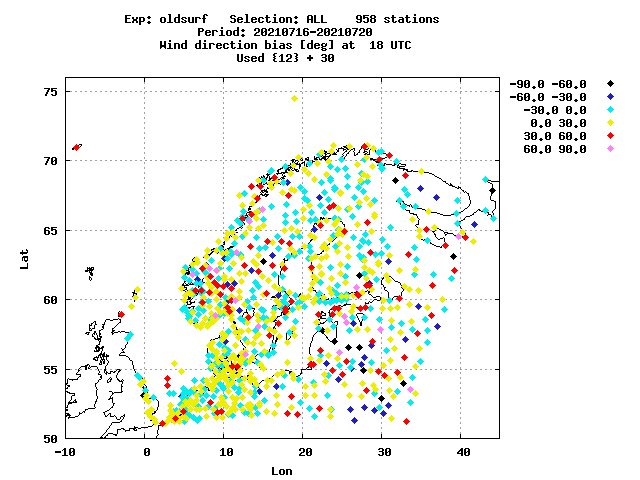 Exp: oldsurf   Selection: ALL    958 stations
Period: 20210716-20210720
Wind direction bias [deg] at  18 UTC
Used {12} + 30
-90.0 -60.0
-60.0 -30.0
-30.0 0.0
0.0 30.0
30.0 60.0
60.0 90.0
75
70
65
60
55
50
Lat
-10 0 10 20 30 40
Lon